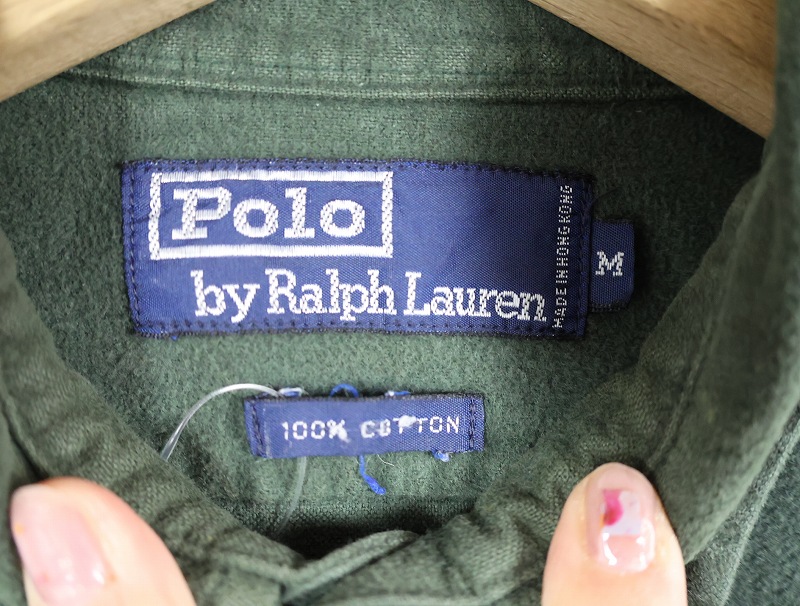 Polo
by Ralph Lauren
MADE IN HONG KONG
M
100% COTTON